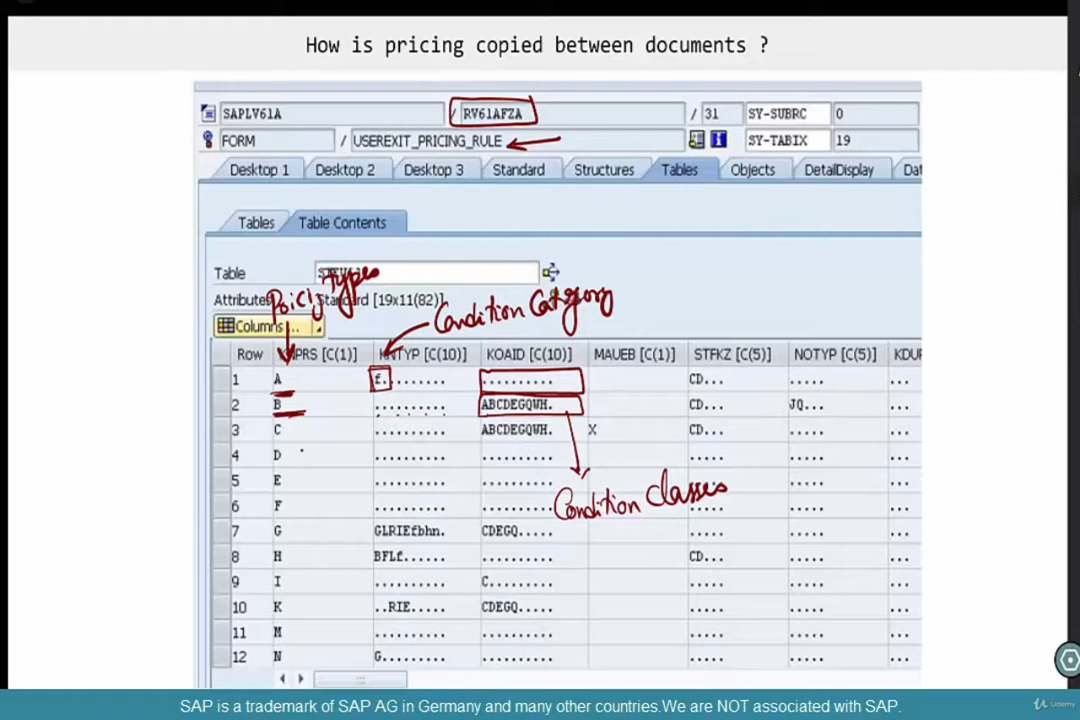 How is pricing copied between documents ?
SAPLV61A / RV61AFZA / 31 SY-SUBRC 0
FORM / USEREXIT_PRICING_RULE SY-TABIX 19
Desktop 1 Desktop 2 Desktop 3 Standard Structures Tables Objects DetailDisplay Dat
Tables Table Contents
Table
Pricig Types
Condition Category
Attributes Standard [19x11(82)]
Columns...
Row KNPRS [C(1)] KNTYP [C(10)] KOAID [C(10)] MAUEB [C(1)] STFKZ [C(5)] NOTYP [C(5)] KDUP
1 A f......... .......... CD... ..... ...
2 B .......... ABCDEGQWH. CD... JQ... ...
3 C .......... ABCDEGQWH. X CD... ..... ...
4 D .......... .......... ..... ..... ...
5 E .......... .......... ..... ..... ...
Condition Classes
6 F .......... .......... ..... ..... ...
7 G GLRIEfbhn. CDEGQ..... ..... ..... ...
8 H BFLf...... .......... CD... ..... ...
9 I .......... C......... ..... ..... ...
10 K ..RIE..... CDEGQ..... ..... ..... ...
11 M .......... .......... ..... ..... ...
12 N G......... .......... ..... ..... ...
SAP is a trademark of SAP AG in Germany and many other countries.We are NOT associated with SAP.
Udemy